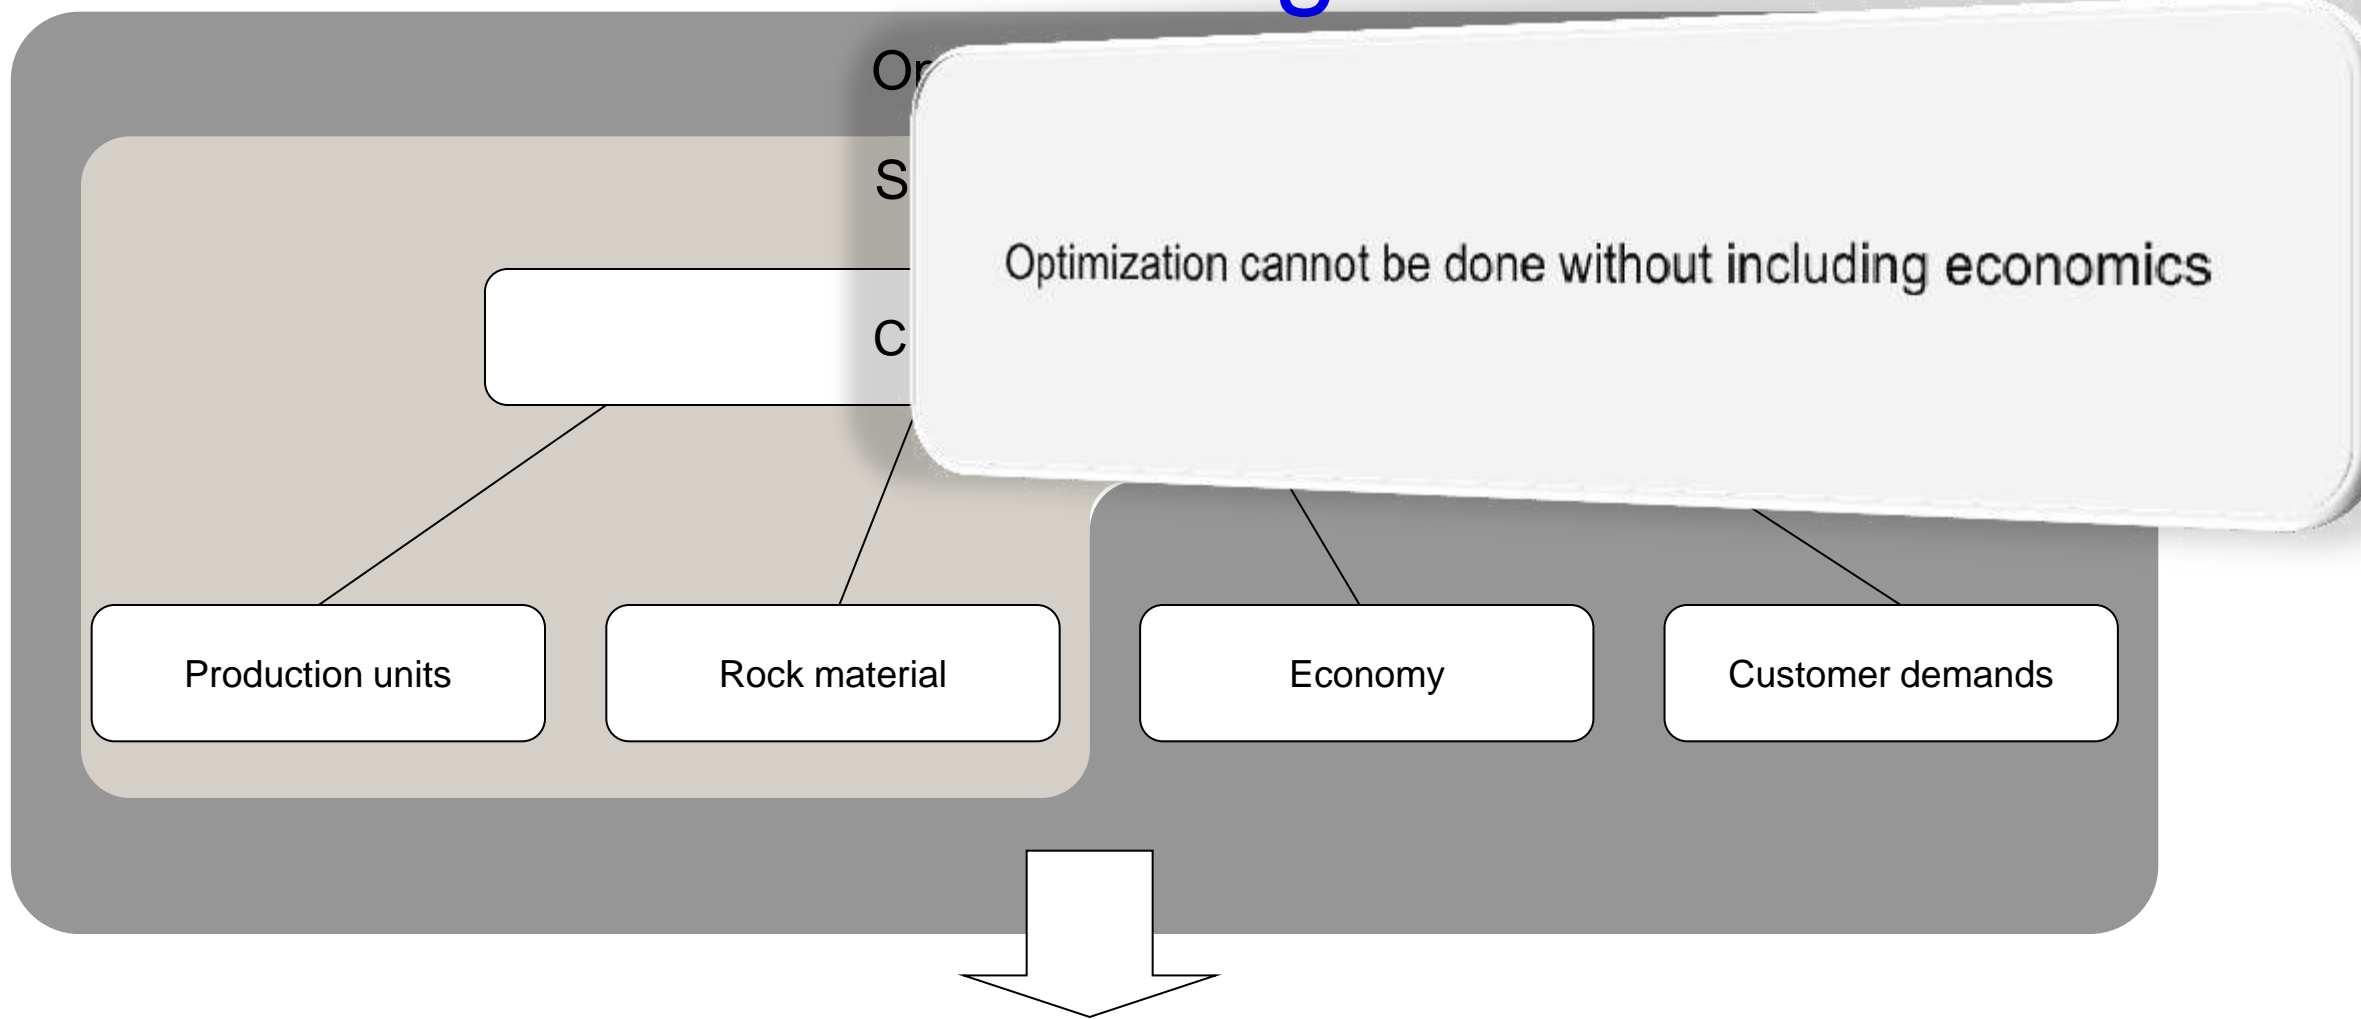 Optimization cannot be done without including economics
Production units
Rock material
Economy
Customer demands